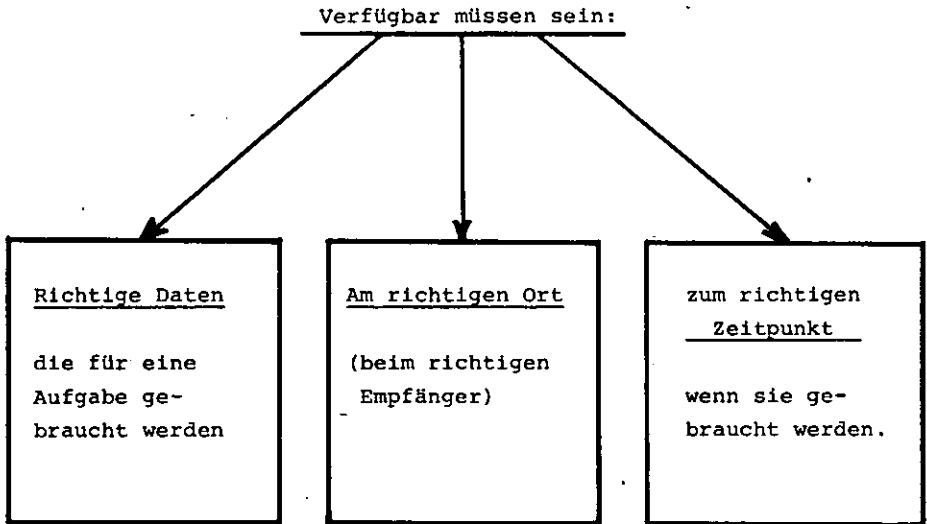 Verfügbar müssen sein:
Richtige Daten
die für eine
Aufgabe ge-
braucht werden
Am richtigen Ort
(beim richtigen
Empfänger)
zum richtigen
Zeitpunkt
wenn sie ge-
braucht werden.